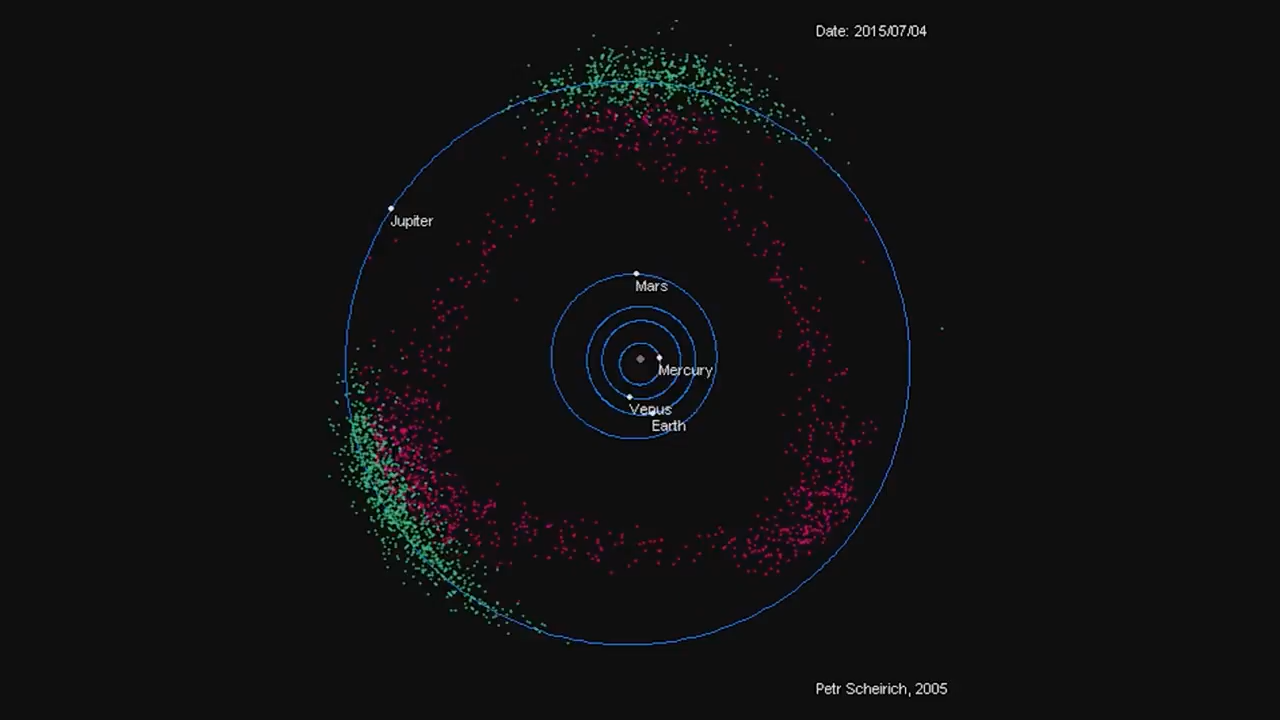 Date: 2015/07/04
Jupiter
Mars
Mercury
Venus
Earth
Petr Scheirich, 2005